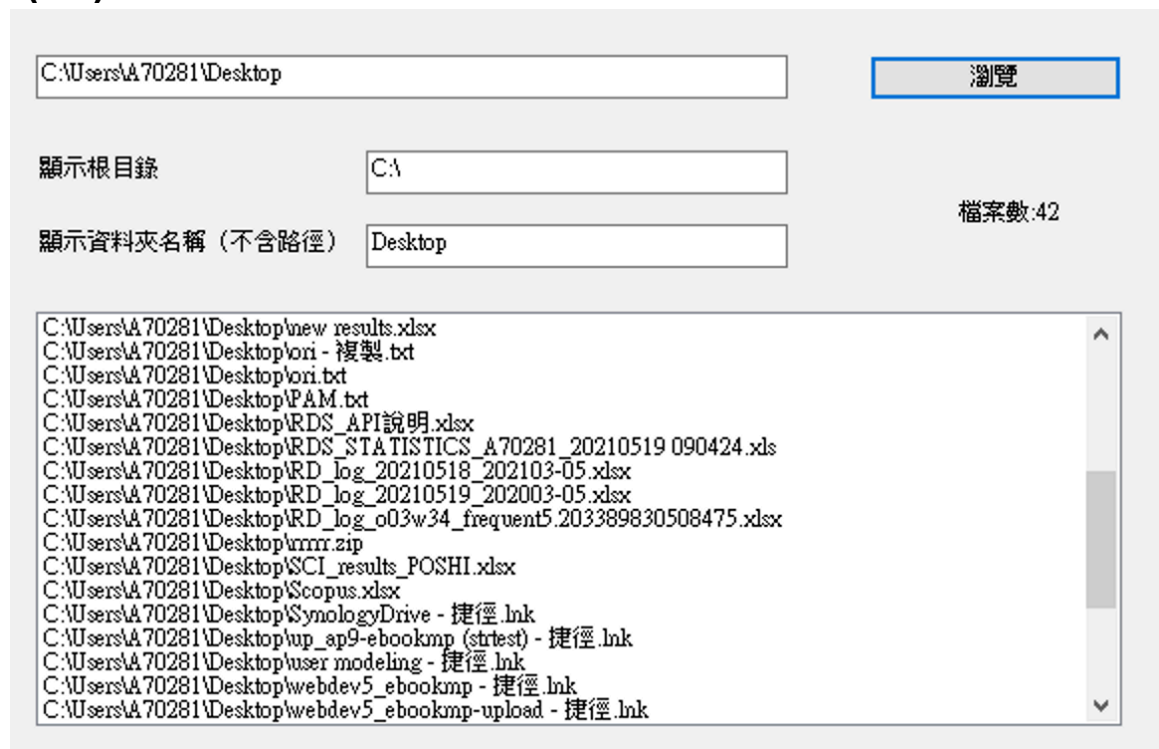 C:\Users\A70281\Desktop
瀏覽
顯示根目錄
C:\
檔案數:42
顯示資料夾名稱（不含路徑）
Desktop
C:\Users\A70281\Desktop\new results.xlsx
C:\Users\A70281\Desktop\ori - 複製.txt
C:\Users\A70281\Desktop\ori.txt
C:\Users\A70281\Desktop\PAM.txt
C:\Users\A70281\Desktop\RDS_API說明.xlsx
C:\Users\A70281\Desktop\RDS_STATISTICS_A70281_20210519 090424.xls
C:\Users\A70281\Desktop\RD_log_20210518_202103-05.xlsx
C:\Users\A70281\Desktop\RD_log_20210519_202003-05.xlsx
C:\Users\A70281\Desktop\RD_log_o03w34_frequent5.203389830508475.xlsx
C:\Users\A70281\Desktop\SCI_results_POSHI.xlsx
C:\Users\A70281\Desktop\Scopus.xlsx
C:\Users\A70281\Desktop\SynologyDrive - 捷徑.lnk
C:\Users\A70281\Desktop\up_ap9-ebookmp (strtest) - 捷徑.lnk
C:\Users\A70281\Desktop\user modeling - 捷徑.lnk
C:\Users\A70281\Desktop\webdev5_ebookmp - 捷徑.lnk
C:\Users\A70281\Desktop\webdev5_ebookmp-upload - 捷徑.lnk